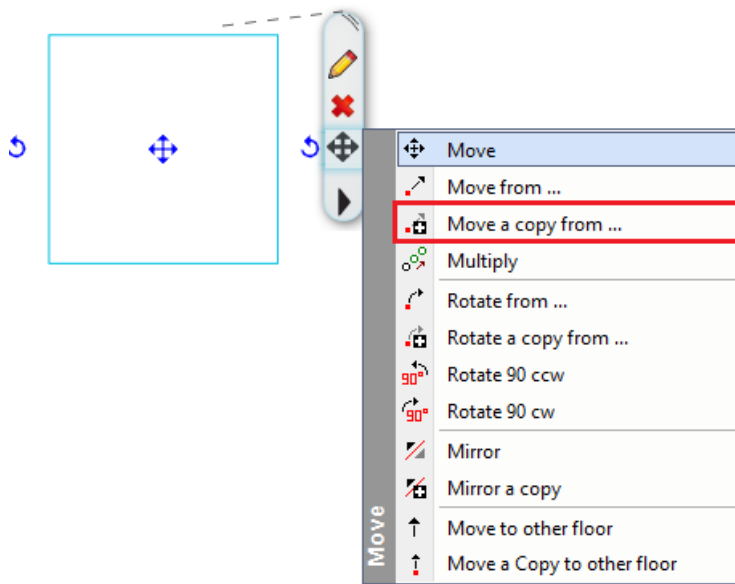 Move
Move from ...
Move a copy from ...
Multiply
Rotate from ...
Rotate a copy from ...
90° Rotate 90 ccw
90° Rotate 90 cw
Mirror
Mirror a copy
Move to other floor
Move a Copy to other floor
Move